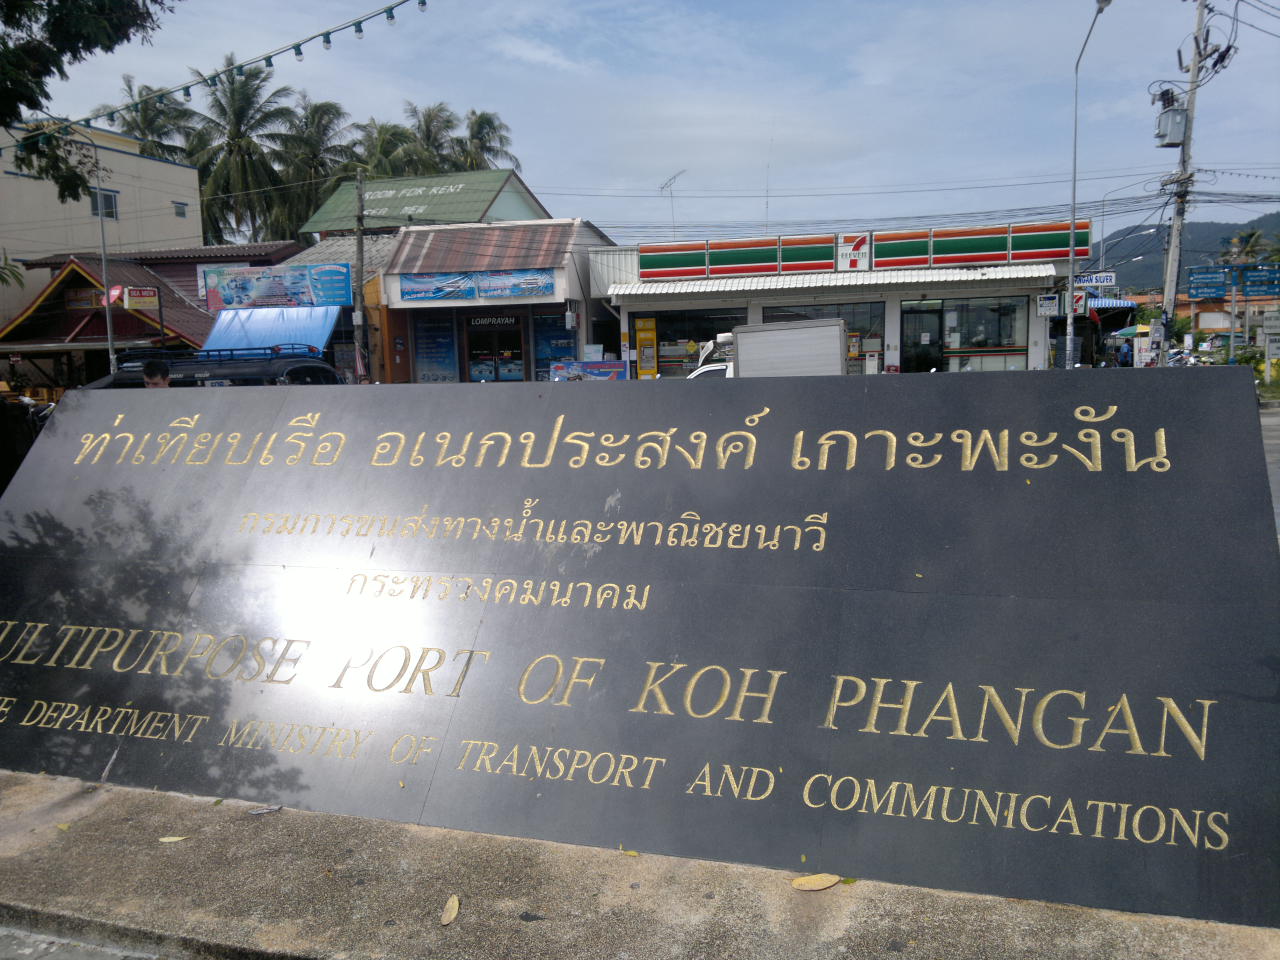 ROOM FOR RENT
7
ELEVEN
LOMPRAYAH
ท่าเทียบเรือ อเนกประสงค์ เกาะพะงัน
กรมการขนส่งทางน้ำและพาณิชยนาวี
กระทรวงคมนาคม
ULTIPURPOSE PORT OF KOH PHANGAN
E DEPARTMENT MINISTRY OF TRANSPORT AND COMMUNICATIONS